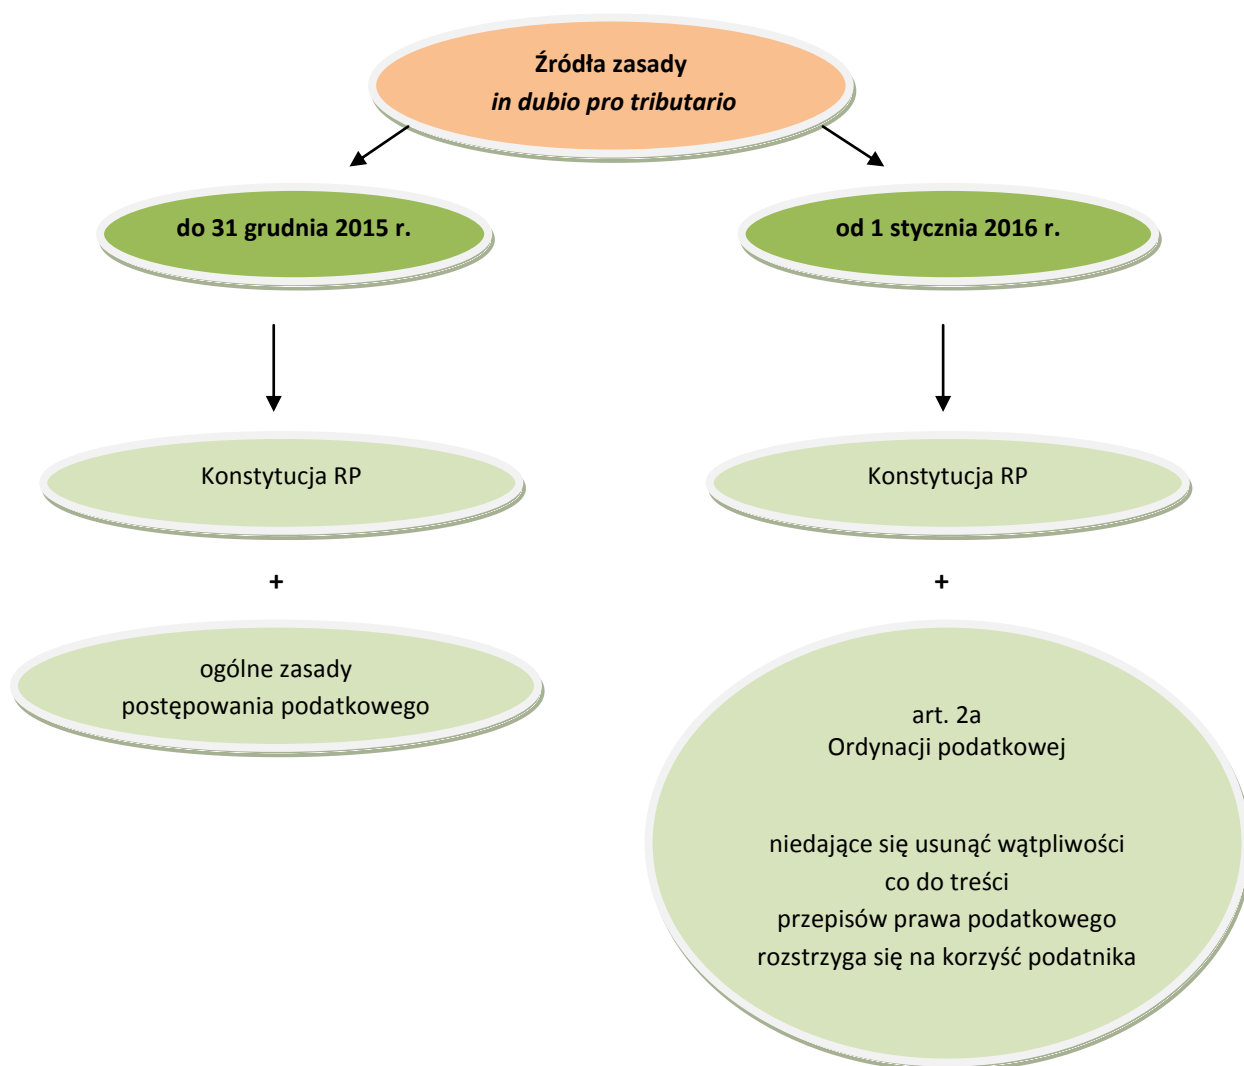 Źródła zasady
in dubio pro tributario
do 31 grudnia 2015 r.
od 1 stycznia 2016 r.
Konstytucja RP
Konstytucja RP
+
+
ogólne zasady
postępowania podatkowego
art. 2a
Ordynacji podatkowej
niedające się usunąć wątpliwości
co do treści
przepisów prawa podatkowego
rozstrzyga się na korzyść podatnika